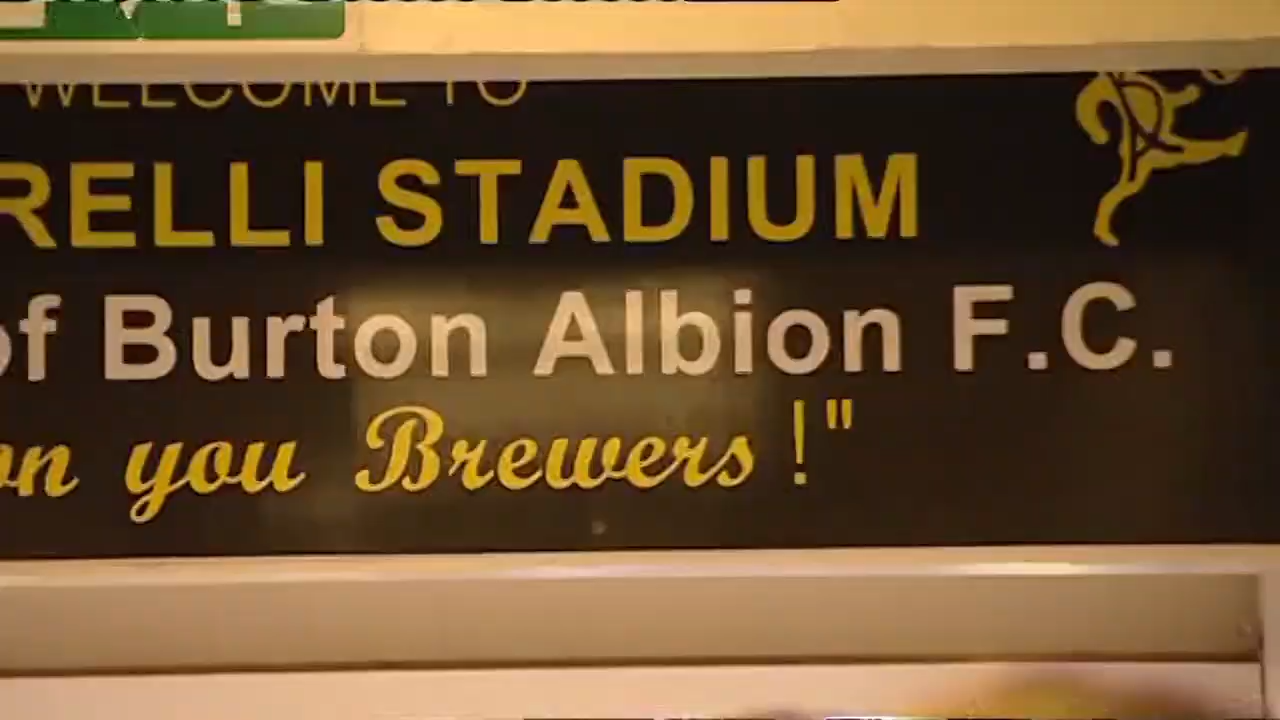 WELCOME TO
RELLI STADIUM
of Burton Albion F.C.
on you Brewers!"